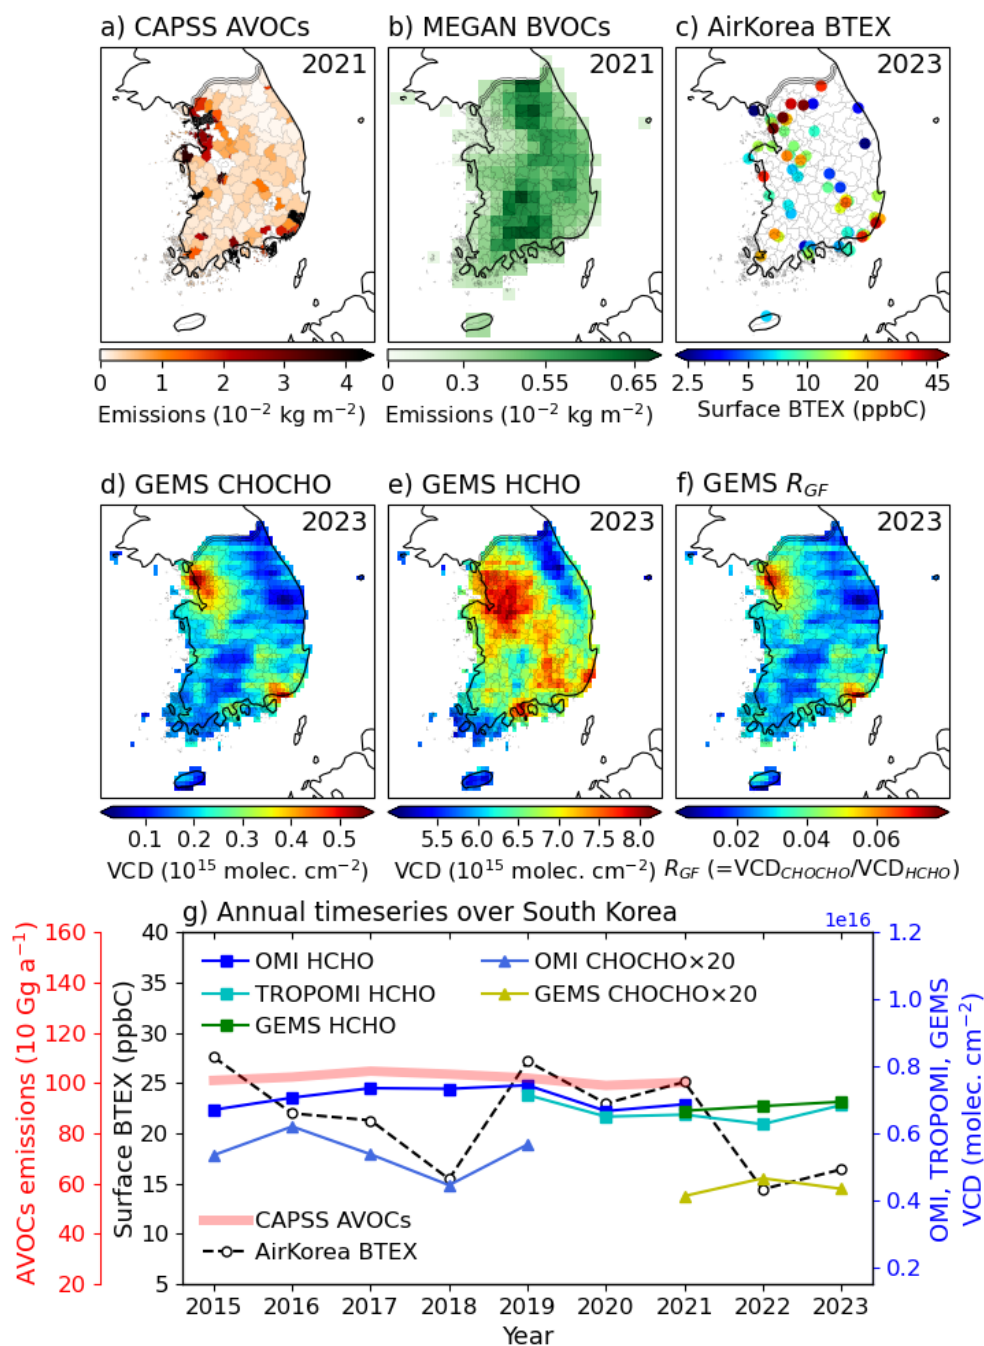 a) CAPSS AVOCs
b) MEGAN BVOCs
c) AirKorea BTEX
2021
2021
2023
0 1 2 3 4
0 0.3 0.55 0.65
2.5 5 10 20 45
Emissions (10⁻² kg m⁻²)
Emissions (10⁻² kg m⁻²)
Surface BTEX (ppbC)
d) GEMS CHOCHO
e) GEMS HCHO
f) GEMS R_GF
2023
2023
2023
0.1 0.2 0.3 0.4 0.5
5.5 6.0 6.5 7.0 7.5 8.0
0.02 0.04 0.06
VCD (10¹⁵ molec. cm⁻²)
VCD (10¹⁵ molec. cm⁻²)
R_GF (=VCD_CHOCHO/VCD_HCHO)
g) Annual timeseries over South Korea
1e16
AVOCs emissions (10 Gg a⁻¹)
160
140
120
100
80
60
40
20
Surface BTEX (ppbC)
40
35
30
25
20
15
10
5
OMI HCHO
TROPOMI HCHO
GEMS HCHO
OMI CHOCHO×20
GEMS CHOCHO×20
CAPSS AVOCs
AirKorea BTEX
1.2
1.0
0.8
0.6
0.4
0.2
OMI, TROPOMI, GEMS
VCD (molec. cm⁻²)
2015 2016 2017 2018 2019 2020 2021 2022 2023
Year